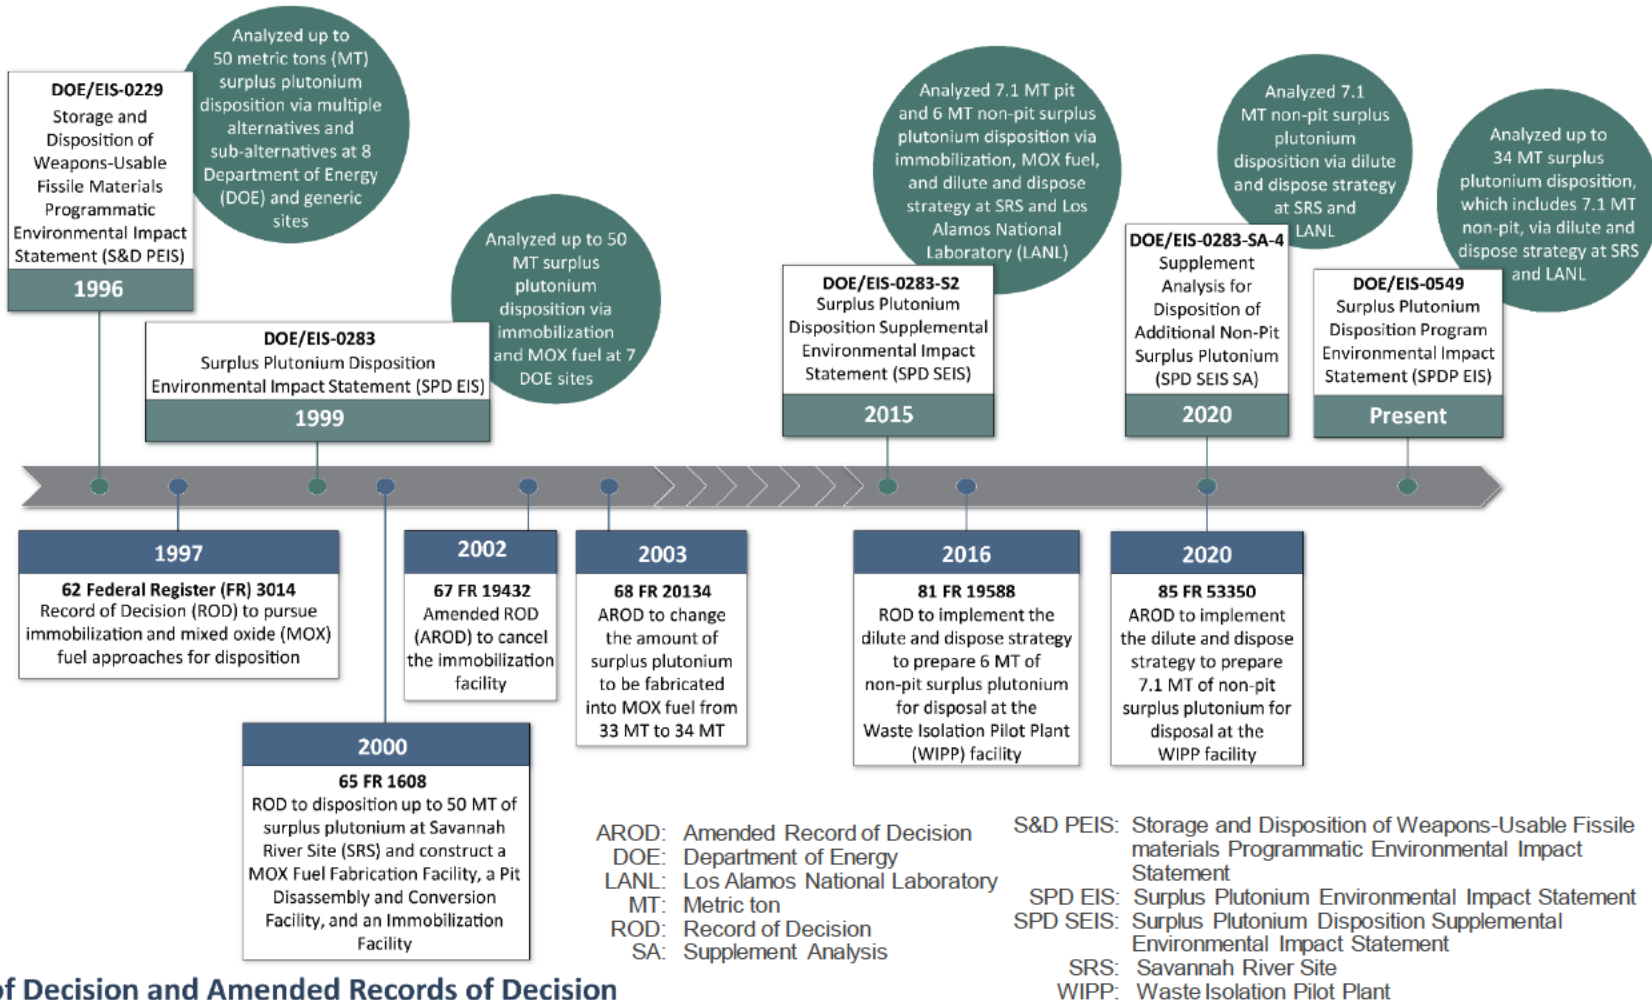 DOE/EIS-0229
Storage and
Disposition of
Weapons-Usable
Fissile Materials
Programmatic
Environmental Impact
Statement (S&D PEIS)
1996
Analyzed up to
50 metric tons (MT)
surplus plutonium
disposition via multiple
alternatives and
sub-alternatives at 8
Department of Energy
(DOE) and generic
sites
DOE/EIS-0283
Surplus Plutonium Disposition
Environmental Impact Statement (SPD EIS)
1999
Analyzed up to 50
MT surplus
plutonium
disposition via
immobilization
and MOX fuel at 7
DOE sites
DOE/EIS-0283-S2
Surplus Plutonium
Disposition Supplemental
Environmental Impact
Statement (SPD SEIS)
2015
Analyzed 7.1 MT pit
and 6 MT non-pit surplus
plutonium disposition via
immobilization, MOX fuel,
and dilute and dispose
strategy at SRS and Los
Alamos National
Laboratory (LANL)
DOE/EIS-0283-SA-4
Supplement
Analysis for
Disposition of
Additional Non-Pit
Surplus Plutonium
(SPD SEIS SA)
2020
Analyzed 7.1
MT non-pit surplus
plutonium
disposition via dilute
and dispose strategy
at SRS and
LANL
DOE/EIS-0549
Surplus Plutonium
Disposition Program
Environmental Impact
Statement (SPDP EIS)
Present
Analyzed up to
34 MT surplus
plutonium disposition,
which includes 7.1 MT
non-pit, via dilute and
dispose strategy at SRS
and LANL
1997
62 Federal Register (FR) 3014
Record of Decision (ROD) to pursue
immobilization and mixed oxide (MOX)
fuel approaches for disposition
2000
65 FR 1608
ROD to disposition up to 50 MT of
surplus plutonium at Savannah
River Site (SRS) and construct a
MOX Fuel Fabrication Facility, a Pit
Disassembly and Conversion
Facility, and an Immobilization
Facility
2002
67 FR 19432
Amended ROD
(AROD) to cancel
the immobilization
facility
2003
68 FR 20134
AROD to change
the amount of
surplus plutonium
to be fabricated
into MOX fuel from
33 MT to 34 MT
2016
81 FR 19588
ROD to implement the
dilute and dispose strategy
to prepare 6 MT of
non-pit surplus plutonium
for disposal at the
Waste Isolation Pilot Plant
(WIPP) facility
2020
85 FR 53350
AROD to implement
the dilute and dispose
strategy to prepare
7.1 MT of non-pit
surplus plutonium for
disposal at the
WIPP facility
AROD: Amended Record of Decision
DOE: Department of Energy
LANL: Los Alamos National Laboratory
MT: Metric ton
ROD: Record of Decision
SA: Supplement Analysis
S&D PEIS: Storage and Disposition of Weapons-Usable Fissile
materials Programmatic Environmental Impact
Statement
SPD EIS: Surplus Plutonium Environmental Impact Statement
SPD SEIS: Surplus Plutonium Disposition Supplemental
Environmental Impact Statement
SRS: Savannah River Site
WIPP: Waste Isolation Pilot Plant
of Decision and Amended Records of Decision